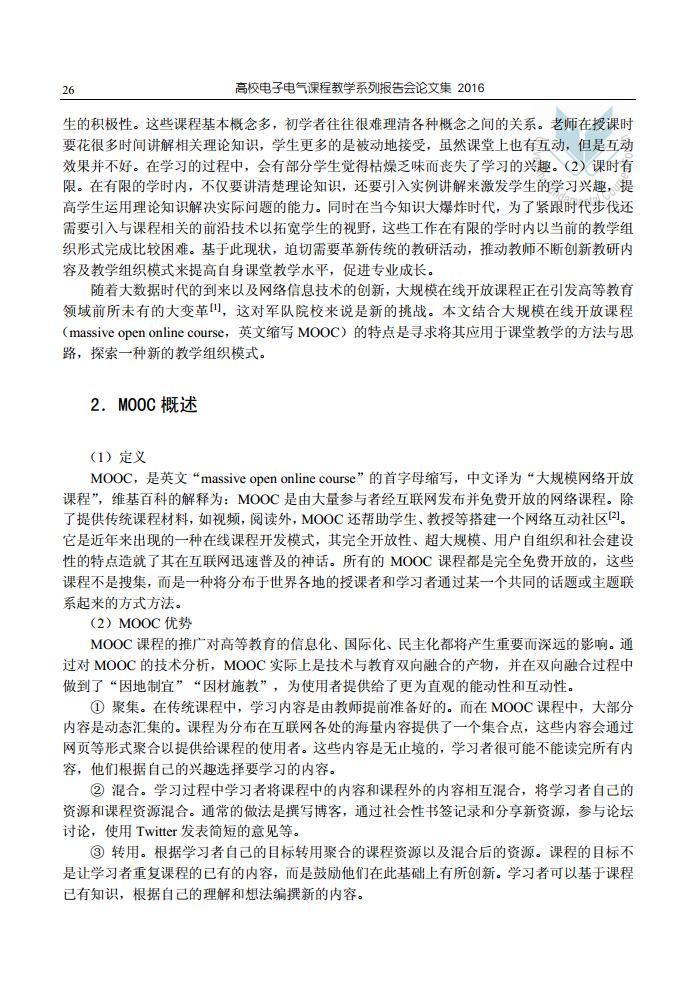 26
高校电子电气课程教学系列报告会论文集 2016
生的积极性。这些课程基本概念多，初学者往往很难理清各种概念之间的关系。老师在授课时
要花很多时间讲解相关理论知识，学生更多的是被动地接受，虽然课堂上也有互动，但是互动
效果并不好。在学习的过程中，会有部分学生觉得枯燥乏味而丧失了学习的兴趣。（2）课时有
限。在有限的学时内，不仅要讲清楚理论知识，还要引入实例讲解来激发学生的学习兴趣，提
高学生运用理论知识解决实际问题的能力。同时在当今知识大爆炸时代，为了紧跟时代步伐还
需要引入与课程相关的前沿技术以拓宽学生的视野，这些工作在有限的学时内以当前的教学组
织形式完成比较困难。基于此现状，迫切需要革新传统的教研活动，推动教师不断创新教研内
容及教学组织模式来提高自身课堂教学水平，促进专业成长。
随着大数据时代的到来以及网络信息技术的创新，大规模在线开放课程正在引发高等教育
领域前所未有的大变革[1]，这对军队院校来说是新的挑战。本文结合大规模在线开放课程
（massive open online course，英文缩写 MOOC）的特点是寻求将其应用于课堂教学的方法与思
路，探索一种新的教学组织模式。
2. MOOC 概述
（1）定义
MOOC，是英文“massive open online course”的首字母缩写，中文译为“大规模网络开放
课程”，维基百科的解释为：MOOC 是由大量参与者经互联网发布并免费开放的网络课程。除
了提供传统课程材料，如视频，阅读外，MOOC 还帮助学生、教授等搭建一个网络互动社区[2]。
它是近年来出现的一种在线课程开发模式，其完全开放性、超大规模、用户自组织和社会建设
性的特点造就了其在互联网迅速普及的神话。所有的 MOOC 课程都是完全免费开放的，这些
课程不是搜集，而是一种将分布于世界各地的授课者和学习者通过某一个共同的话题或主题联
系起来的方式方法。
（2）MOOC 优势
MOOC 课程的推广对高等教育的信息化、国际化、民主化都将产生重要而深远的影响。通
过对 MOOC 的技术分析，MOOC 实际上是技术与教育双向融合的产物，并在双向融合过程中
做到了“因地制宜”“因材施教”，为使用者提供给了更为直观的能动性和互动性。
① 聚集。在传统课程中，学习内容是由教师提前准备好的。而在 MOOC 课程中，大部分
内容是动态汇集的。课程为分布在互联网各处的海量内容提供了一个集合点，这些内容会通过
网页等形式聚合以提供给课程的使用者。这些内容是无止境的，学习者很可能不能读完所有内
容，他们根据自己的兴趣选择要学习的内容。
② 混合。学习过程中学习者将课程中的内容和课程外的内容相互混合，将学习者自己的
资源和课程资源混合。通常的做法是撰写博客，通过社会性书签记录和分享新资源，参与论坛
讨论，使用 Twitter 发表简短的意见等。
③ 转用。根据学习者自己的目标转用聚合的课程资源以及混合后的资源。课程的目标不
是让学习者重复课程的已有的内容，而是鼓励他们在此基础上有所创新。学习者可以基于课程
已有知识，根据自己的理解和想法编撰新的内容。